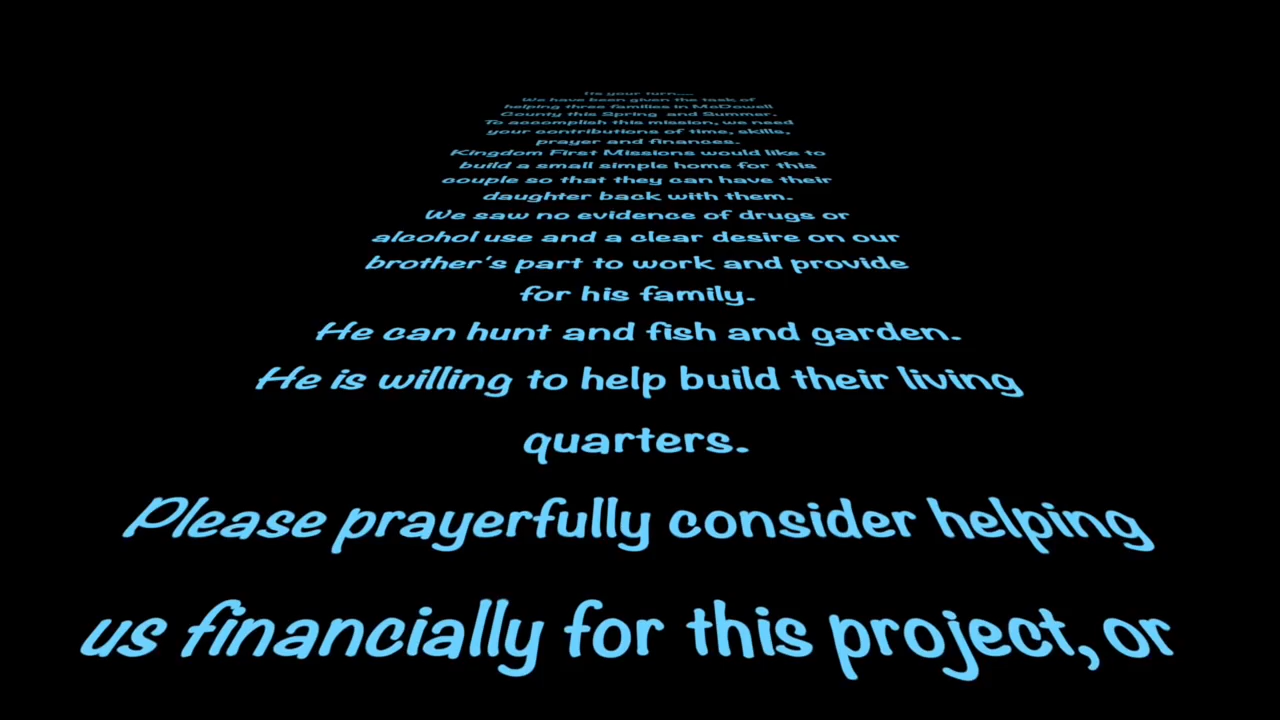 Its your turn....
We have been given the task of
helping three families in McDowell
County this Spring and Summer.
To accomplish this mission, we need
your contributions of time, skills,
prayer and finances.
Kingdom First Missions would like to
build a small simple home for this
couple so that they can have their
daughter back with them.
We saw no evidence of drugs or
alcohol use and a clear desire on our
brother's part to work and provide
for his family.
He can hunt and fish and garden.
He is willing to help build their living
quarters.
Please prayerfully consider helping
us financially for this project, or